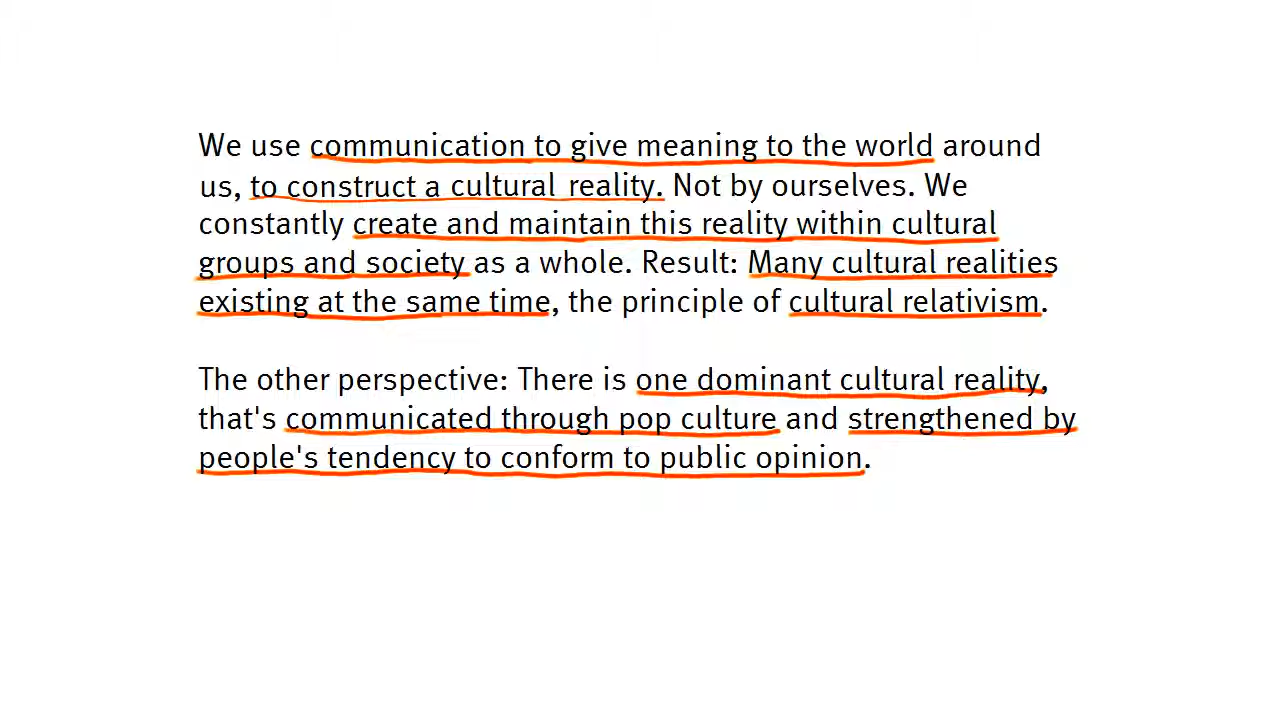 We use communication to give meaning to the world around
us, to construct a cultural reality. Not by ourselves. We
constantly create and maintain this reality within cultural
groups and society as a whole. Result: Many cultural realities
existing at the same time, the principle of cultural relativism.
The other perspective: There is one dominant cultural reality,
that's communicated through pop culture and strengthened by
people's tendency to conform to public opinion.